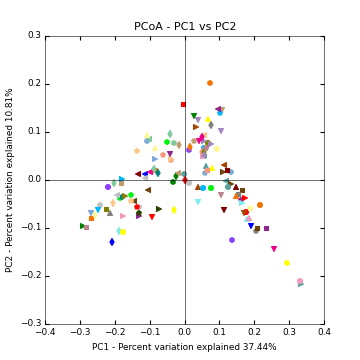 PCoA - PC1 vs PC2
0.3
0.2
0.1
0.0
−0.1
−0.2
−0.3
PC2 - Percent variation explained 10.81%
−0.4 −0.3 −0.2 −0.1 0.0 0.1 0.2 0.3 0.4
PC1 - Percent variation explained 37.44%